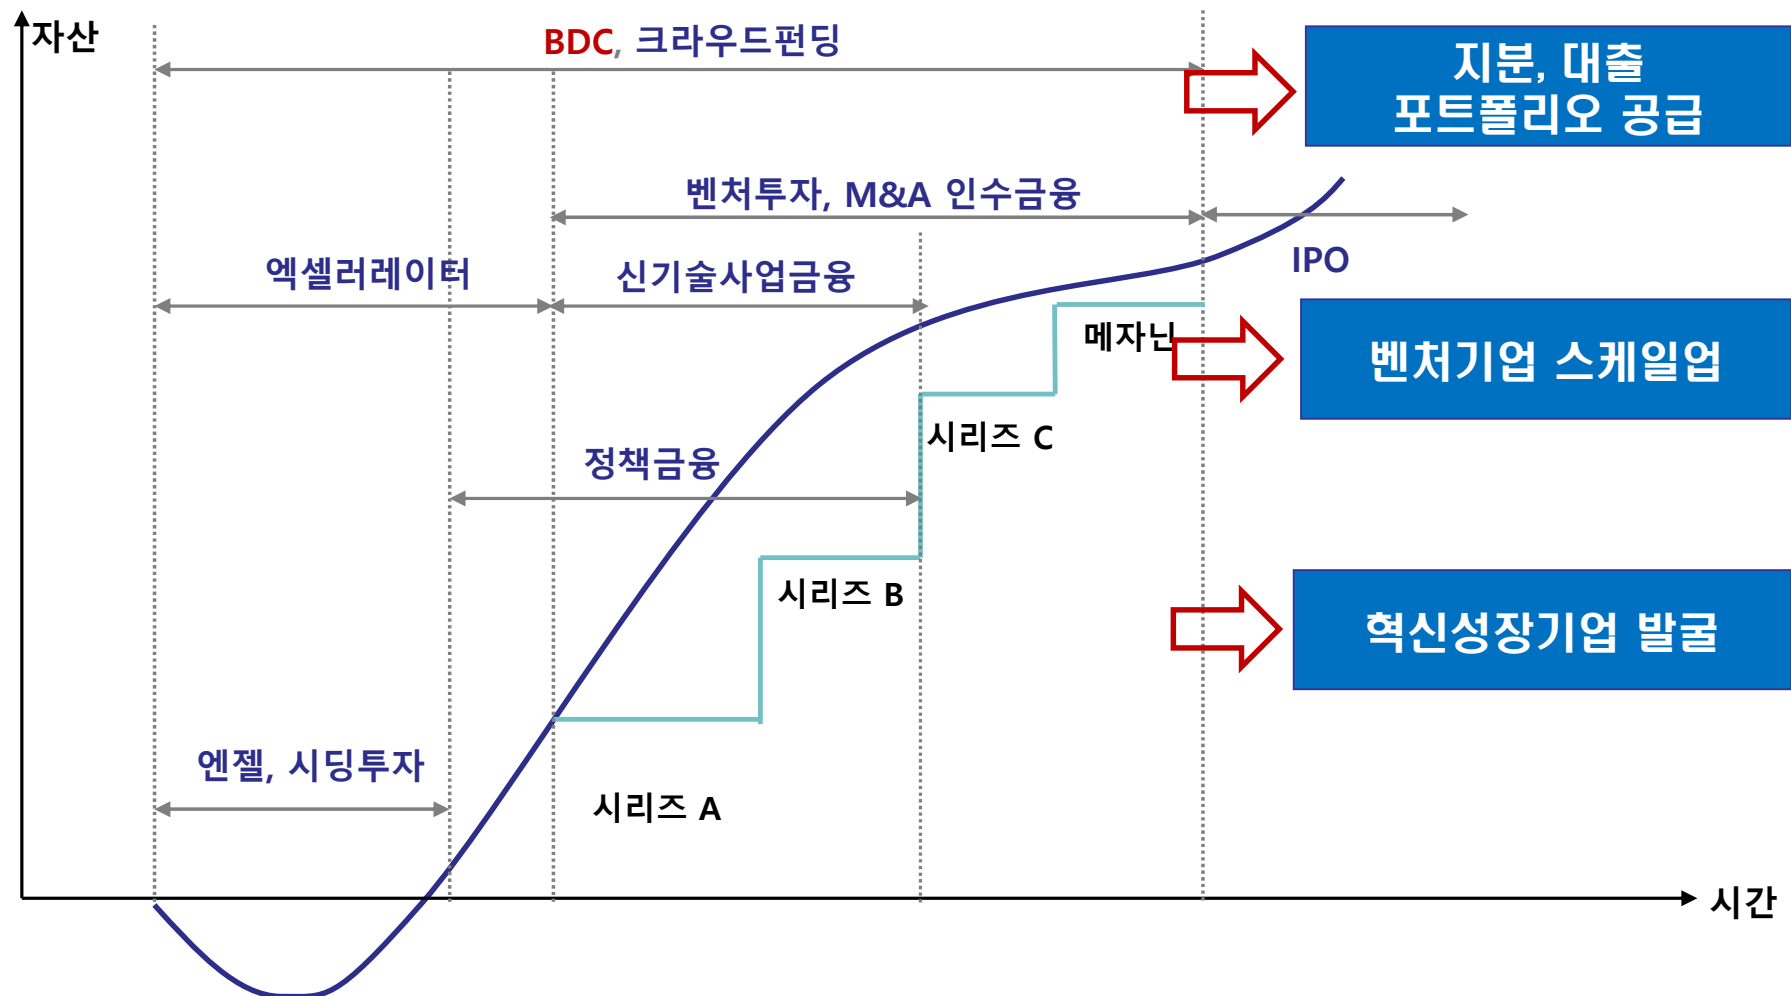 자산
BDC, 크라우드펀딩
지분, 대출
포트폴리오 공급
벤처투자, M&A 인수금융
엑셀러레이터
신기술사업금융
IPO
메자닌
벤처기업 스케일업
시리즈 C
정책금융
시리즈 B
혁신성장기업 발굴
엔젤, 시딩투자
시리즈 A
시간